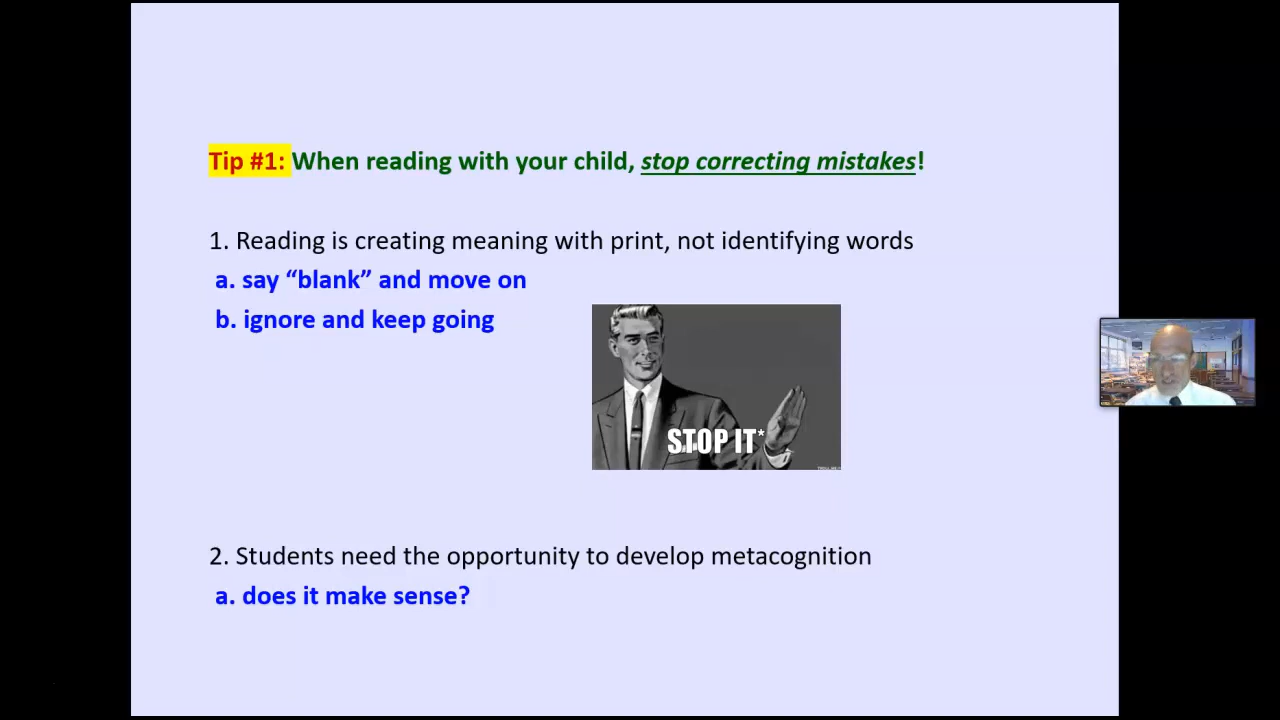 Tip #1: When reading with your child, stop correcting mistakes!
1. Reading is creating meaning with print, not identifying words
a. say “blank” and move on
b. ignore and keep going
STOP IT*
2. Students need the opportunity to develop metacognition
a. does it make sense?